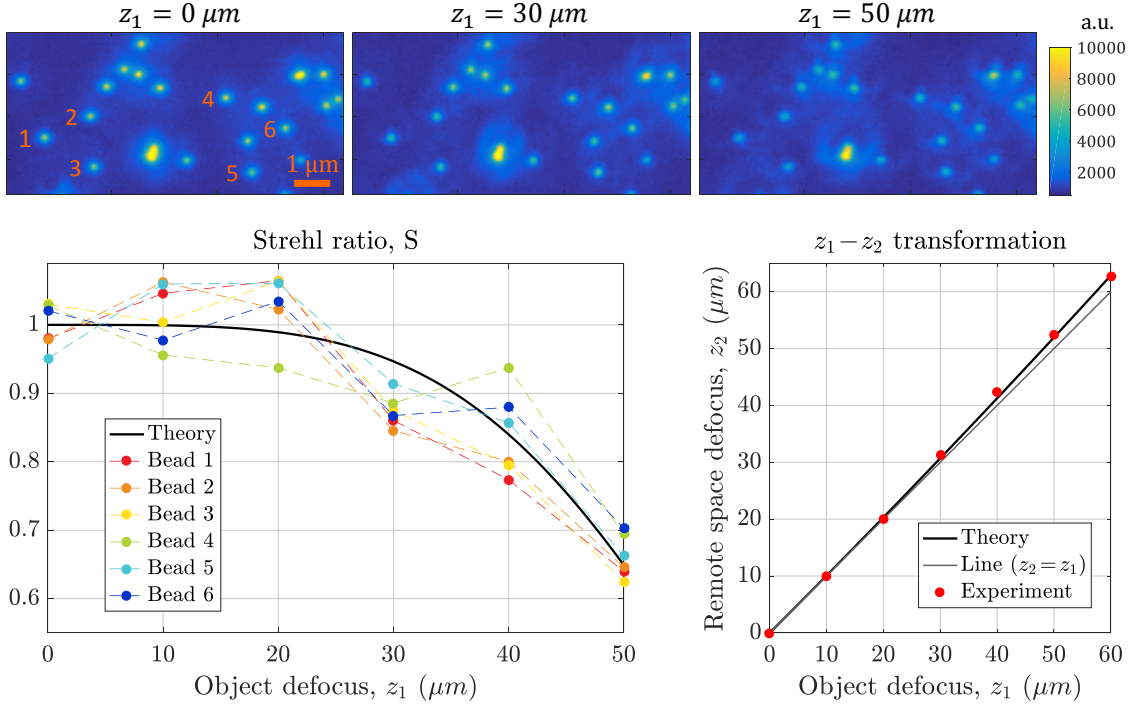 z₁ = 0 μm
z₁ = 30 μm
z₁ = 50 μm
a.u.
10000
8000
6000
4000
2000
1
2
3
4
5
6
1 μm
Strehl ratio, S
1
0.9
0.8
0.7
0.6
Theory
Bead 1
Bead 2
Bead 3
Bead 4
Bead 5
Bead 6
0 10 20 30 40 50
Object defocus, z₁ (μm)
z₁−z₂ transformation
Remote space defocus, z₂ (μm)
60
50
40
30
20
10
0
Theory
Line (z₂=z₁)
Experiment
0 10 20 30 40 50 60
Object defocus, z₁ (μm)